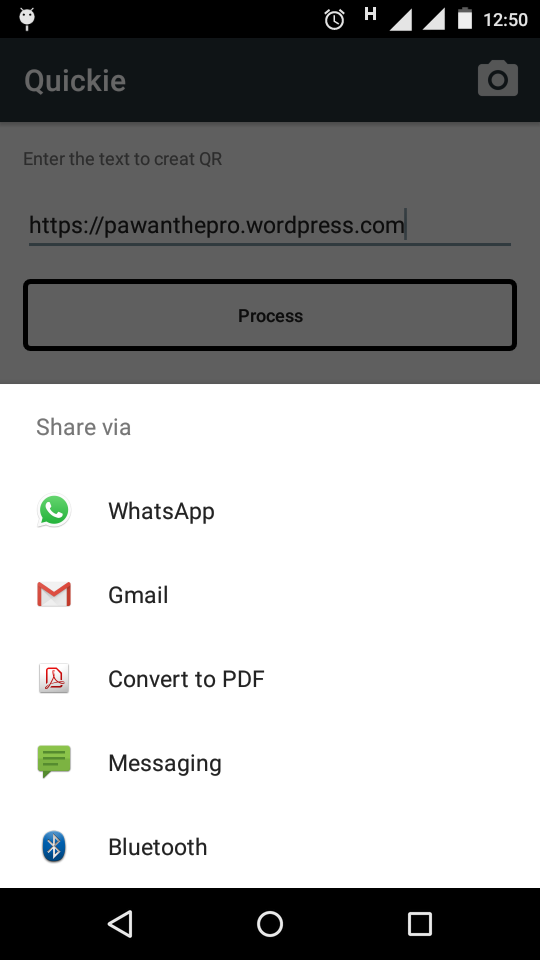 H 12:50
Quickie
Enter the text to creat QR
https://pawanthepro.wordpress.com
Process
Share via
WhatsApp
Gmail
Convert to PDF
Messaging
Bluetooth